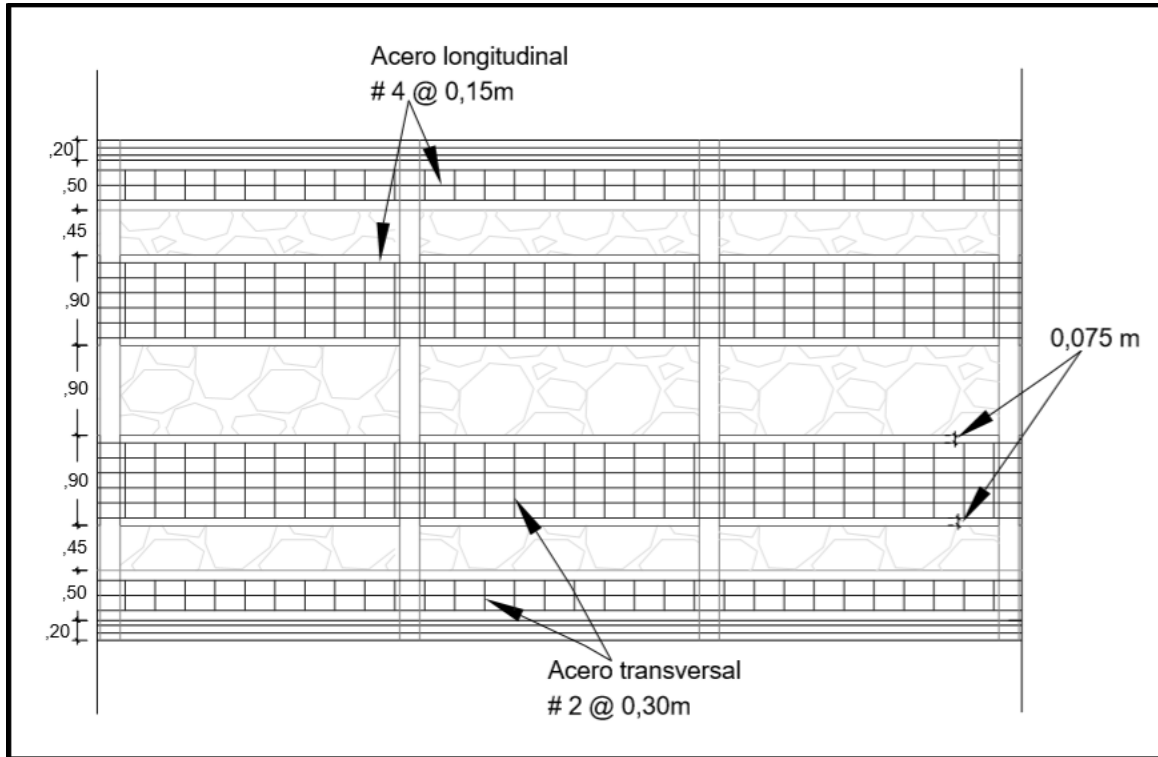 Acero longitudinal
# 4 @ 0,15m
,20
,50
,45
,90
0,075 m
,90
,90
,45
,50
,20
Acero transversal
# 2 @ 0,30m